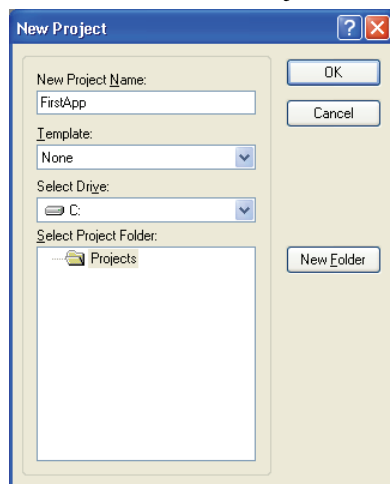 New Project
New Project Name:
OK
FirstApp
Cancel
Template:
None
Select Drive:
C:
Select Project Folder:
Projects
New Folder